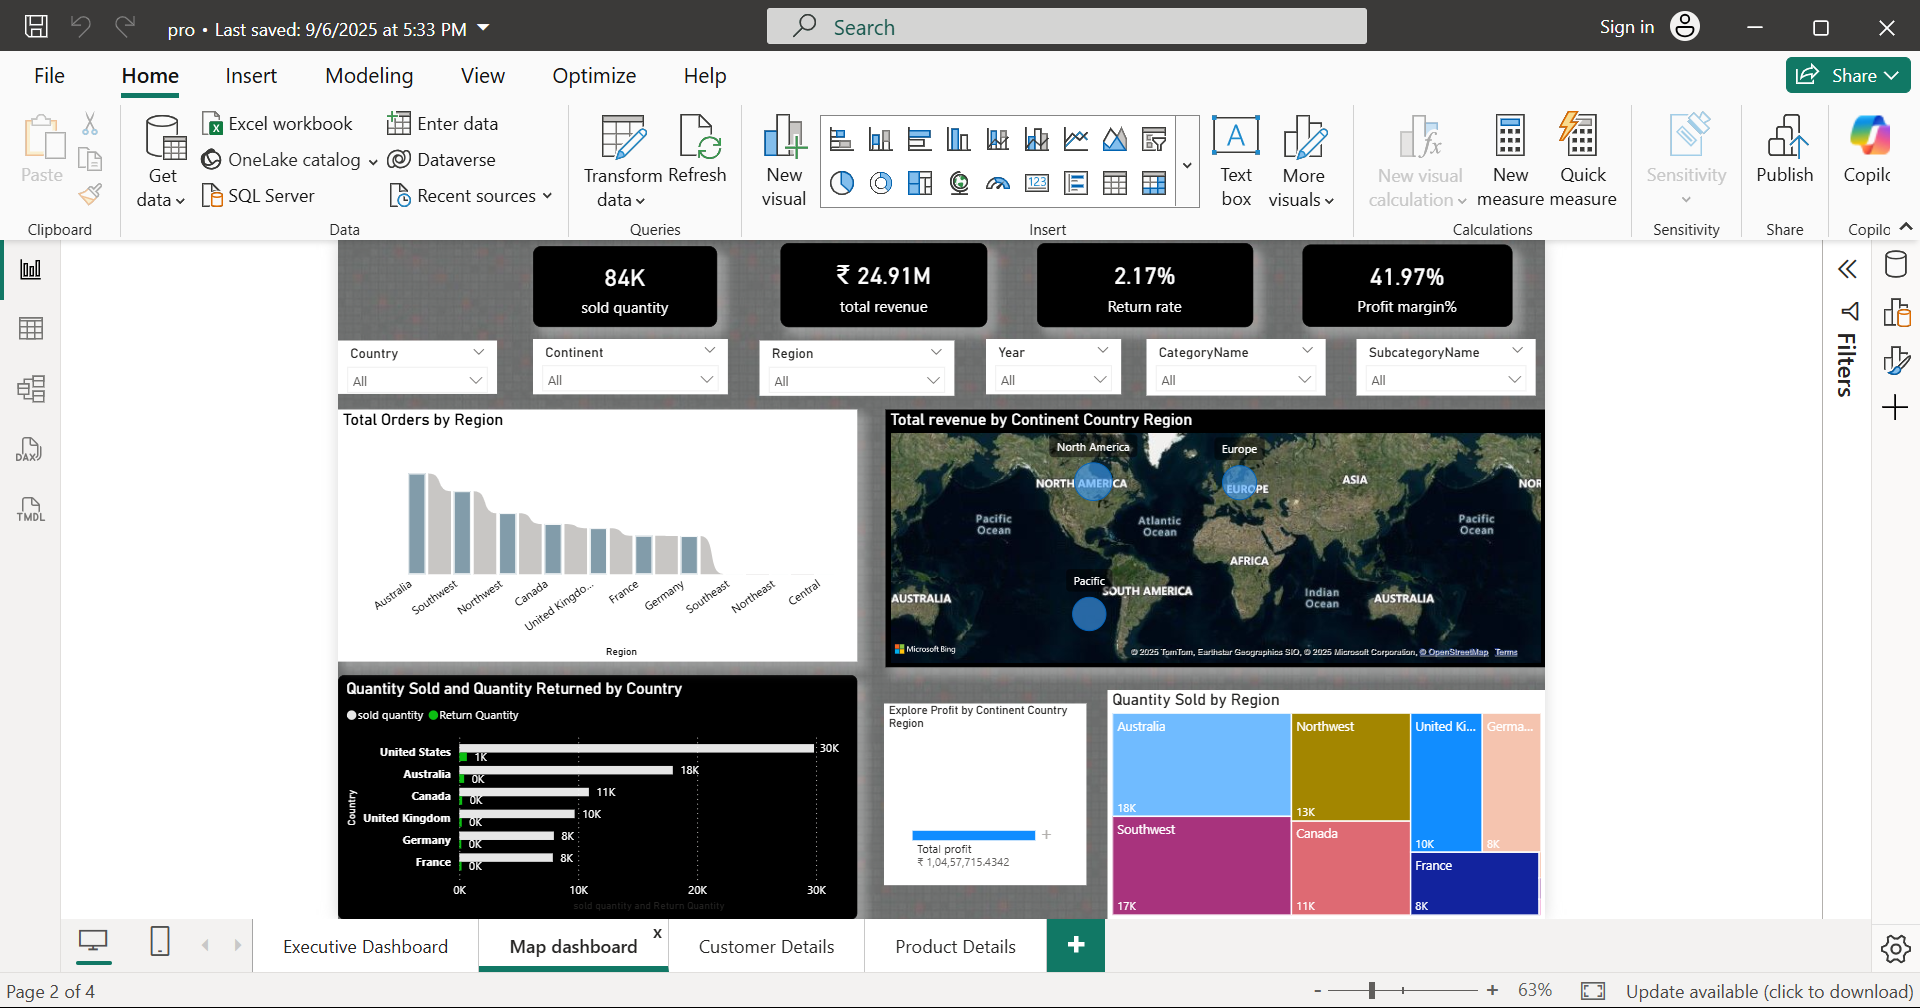 pro • Last saved: 9/6/2025 at 5:33 PM
Search
Sign in
File Home Insert Modeling View Optimize Help
Share
Paste
Clipboard
Get data
Excel workbook
OneLake catalog
SQL Server
Enter data
Dataverse
Recent sources
Data
Transform data
Refresh
Queries
New visual
123
A
Text box
More visuals
Insert
New visual calculation
New measure
Quick measure
Calculations
Sensitivity
Sensitivity
Publish
Share
Copilc
Copilc
DAX
TMDL
84K
sold quantity
₹ 24.91M
total revenue
2.17%
Return rate
41.97%
Profit margin%
Country
All
Continent
All
Region
All
Year
All
CategoryName
All
SubcategoryName
All
Filters
Total Orders by Region
Australia
Southwest
Northwest
Canada
United Kingdo...
France
Germany
Southeast
Northeast
Central
Region
Total revenue by Continent Country Region
North America
Europe
Pacific
NORTH AMERICA
EUROPE
ASIA
NOR
Pacific Ocean
Atlantic Ocean
Pacific Ocean
AFRICA
SOUTH AMERICA
Indian Ocean
AUSTRALIA
AUSTRALIA
Microsoft Bing
© 2025 TomTom, Earthstar Geographics SIO, © 2025 Microsoft Corporation, © OpenStreetMap Terms
Quantity Sold and Quantity Returned by Country
sold quantity Return Quantity
Country
United States 30K
1K
Australia 18K
0K
Canada 11K
0K
United Kingdom 10K
0K
Germany 8K
0K
France 8K
0K
0K 10K 20K 30K
sold quantity and Return Quantity
Explore Profit by Continent Country
Region
Total profit
₹ 1,04,57,715.4342
Quantity Sold by Region
Australia
18K
Southwest
17K
Northwest
13K
Canada
11K
United Ki...
10K
Germa...
8K
France
8K
Executive Dashboard
Map dashboard
x
Customer Details
Product Details
+
Page 2 of 4
- + 63%
Update available (click to download)